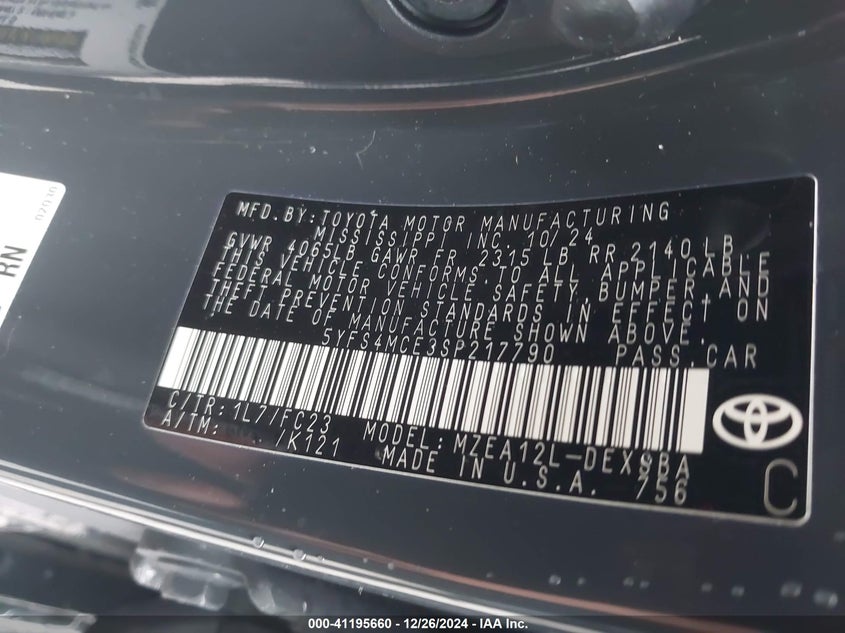 MFD.BY:TOYOTA MOTOR MANUFACTURING
MISSISSIPPI INC. 10/24
GVWR 4065LB GAWR FR 2315 LB RR 2140LB
THIS VEHICLE CONFORMS TO ALL APPLICABLE
FEDERAL MOTOR VEHICLE SAFETY, BUMPER AND
THEFT PREVENTION STANDARDS IN EFFECT ON
THE DATE OF MANUFACTURE SHOWN ABOVE.
5YFS4MCE3SP217790 PASS.CAR
C/TR:1L7/FC23 MODEL:MZEA12L-DEXSBA
A/TM: /K121 MADE IN U.S.A. 756
C
RN
000-41195660 - 12/26/2024 - IAA Inc.